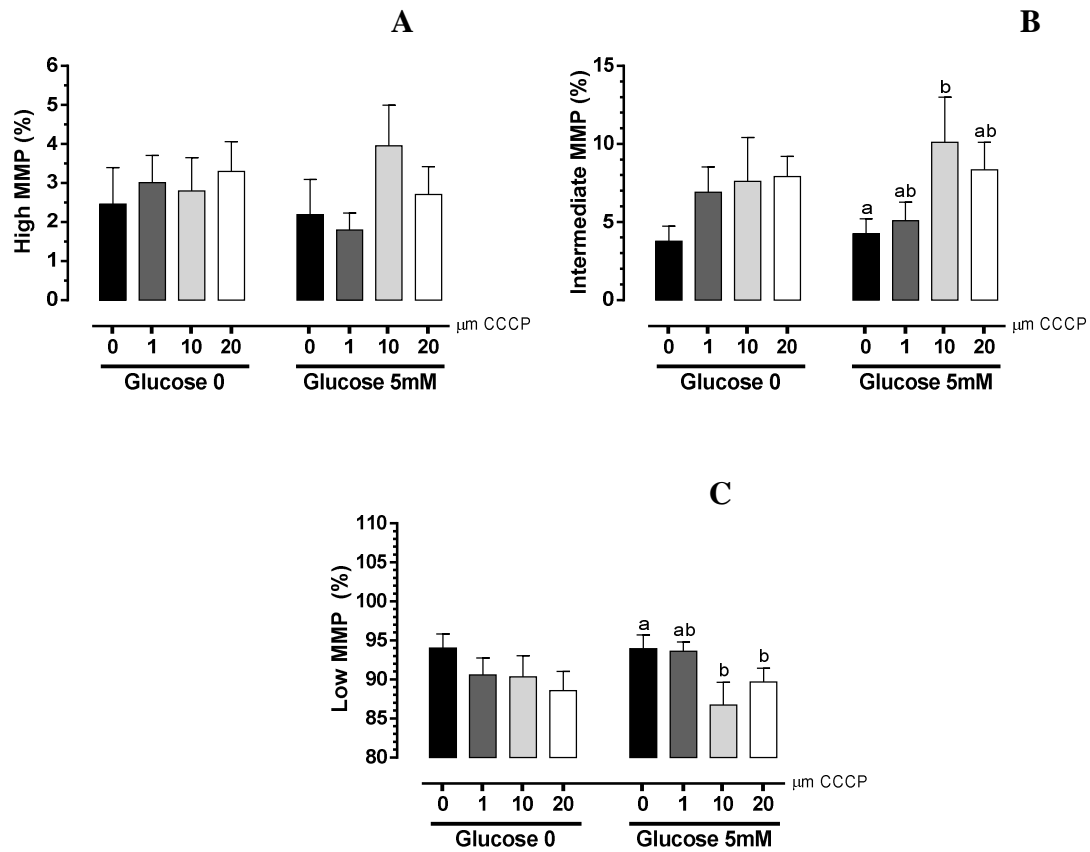 A
High MMP (%)
6
5
4
3
2
1
0
μm CCCP
0 1 10 20 0 1 10 20
Glucose 0 Glucose 5mM
B
Intermediate MMP (%)
15
10
5
0
a ab b ab
μm CCCP
0 1 10 20 0 1 10 20
Glucose 0 Glucose 5mM
C
Low MMP (%)
110
105
100
95
90
85
80
a ab b b
μm CCCP
0 1 10 20 0 1 10 20
Glucose 0 Glucose 5mM